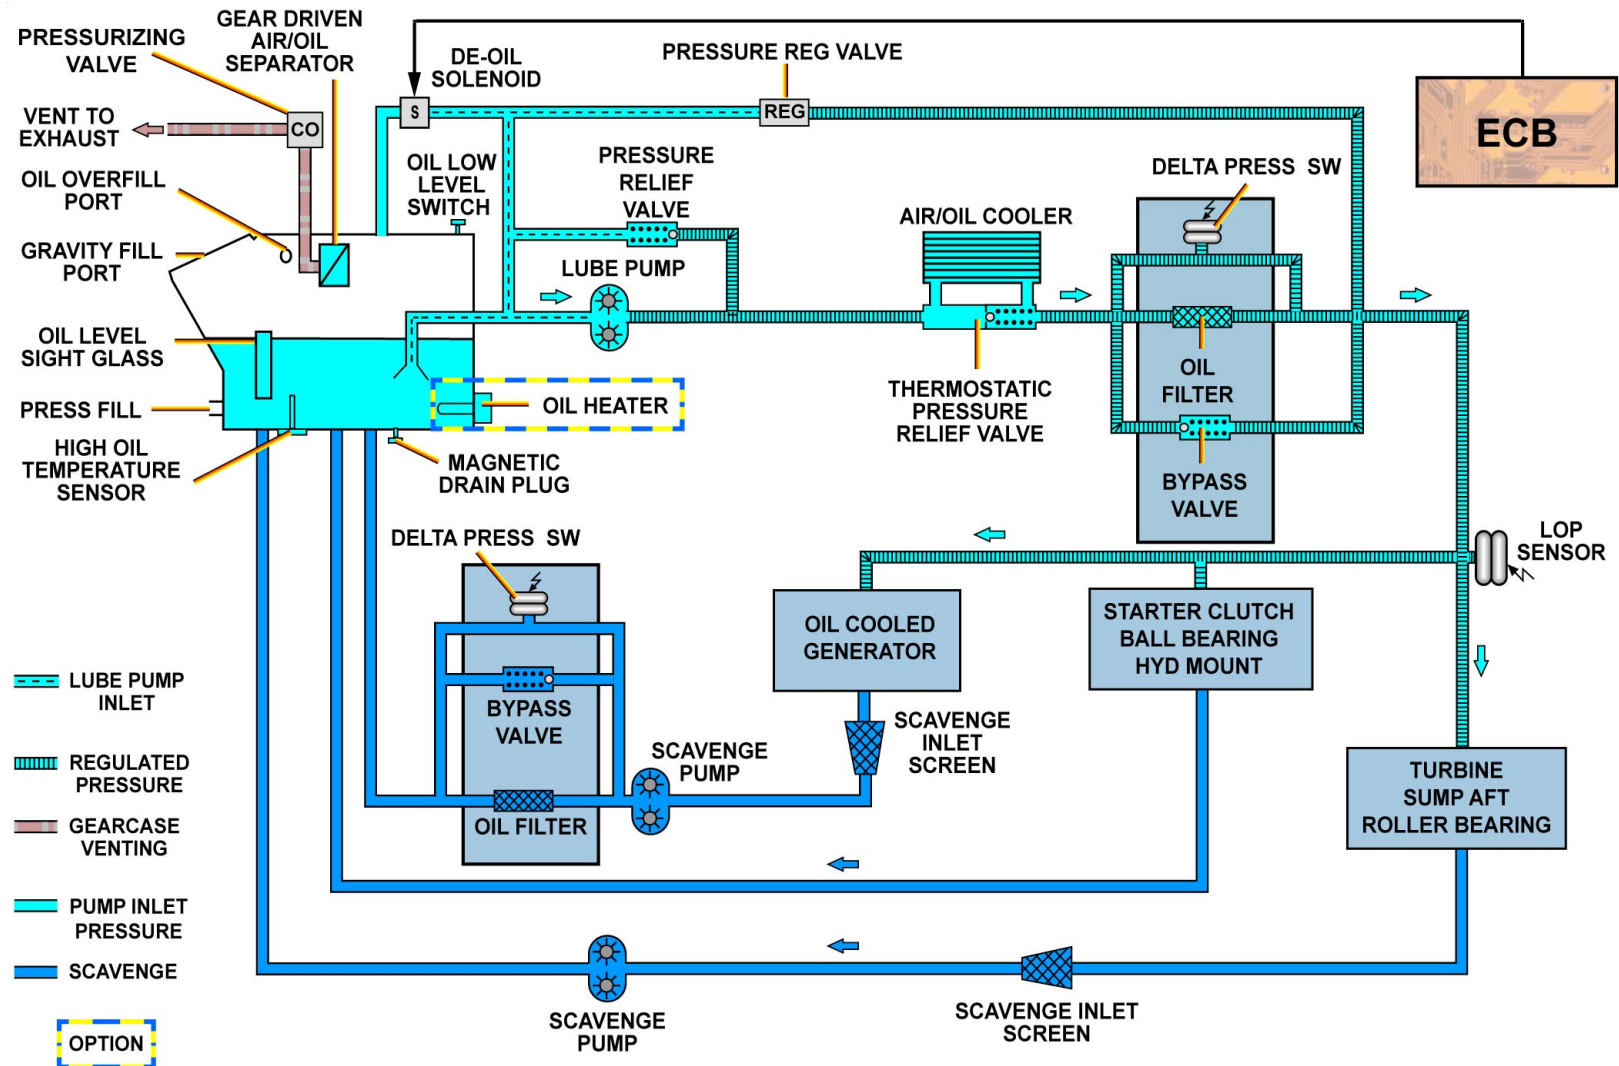 PRESSURIZING
VALVE
GEAR DRIVEN
AIR/OIL
SEPARATOR
DE-OIL
SOLENOID
PRESSURE REG VALVE
ECB
VENT TO
EXHAUST
CO
S
REG
OIL OVERFILL
PORT
OIL LOW
LEVEL
SWITCH
PRESSURE
RELIEF
VALVE
DELTA PRESS SW
AIR/OIL COOLER
GRAVITY FILL
PORT
LUBE PUMP
OIL LEVEL
SIGHT GLASS
OIL
FILTER
THERMOSTATIC
PRESSURE
RELIEF VALVE
PRESS FILL
OIL HEATER
HIGH OIL
TEMPERATURE
SENSOR
MAGNETIC
DRAIN PLUG
BYPASS
VALVE
DELTA PRESS SW
LOP
SENSOR
OIL COOLED
GENERATOR
STARTER CLUTCH
BALL BEARING
HYD MOUNT
LUBE PUMP
INLET
BYPASS
VALVE
SCAVENGE
INLET
SCREEN
SCAVENGE
PUMP
REGULATED
PRESSURE
TURBINE
SUMP AFT
ROLLER BEARING
OIL FILTER
GEARCASE
VENTING
PUMP INLET
PRESSURE
SCAVENGE
SCAVENGE
PUMP
SCAVENGE INLET
SCREEN
OPTION